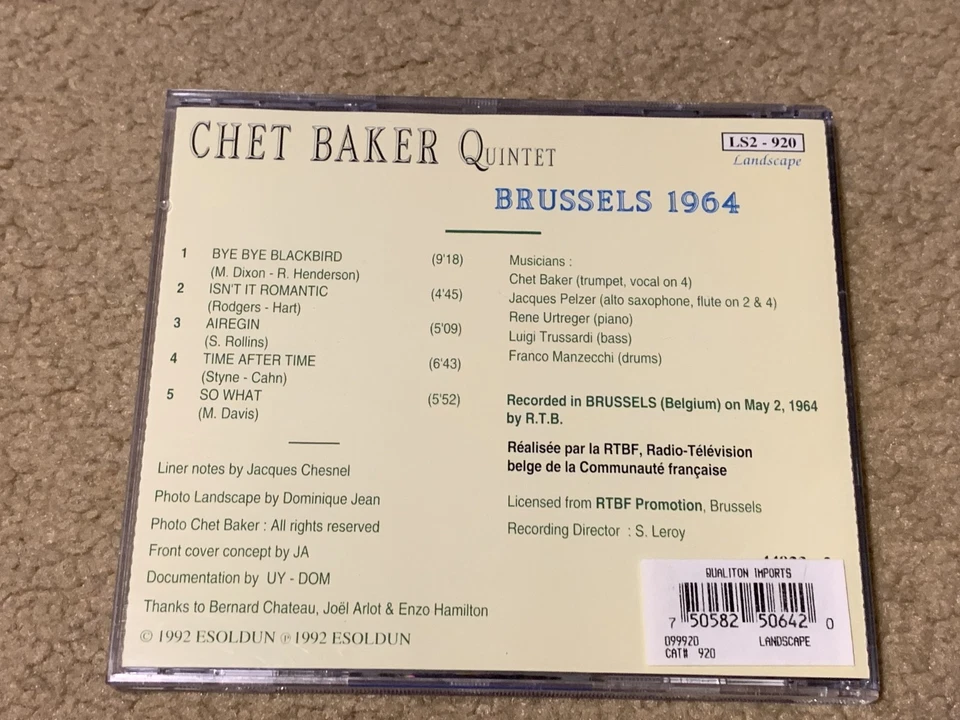 CHET BAKER QUINTET
LS2 - 920
Landscape
BRUSSELS 1964
1 BYE BYE BLACKBIRD (9'18)
(M. Dixon - R. Henderson)
2 ISN'T IT ROMANTIC (4'45)
(Rodgers - Hart)
3 AIREGIN (5'09)
(S. Rollins)
4 TIME AFTER TIME (6'43)
(Styne - Cahn)
5 SO WHAT (5'52)
(M. Davis)
Liner notes by Jacques Chesnel
Photo Landscape by Dominique Jean
Photo Chet Baker : All rights reserved
Front cover concept by JA
Documentation by UY - DOM
Thanks to Bernard Chateau, Joël Arlot & Enzo Hamilton
© 1992 ESOLDUN ℗ 1992 ESOLDUN
Musicians :
Chet Baker (trumpet, vocal on 4)
Jacques Pelzer (alto saxophone, flute on 2 & 4)
Rene Urtreger (piano)
Luigi Trussardi (bass)
Franco Manzecchi (drums)
Recorded in BRUSSELS (Belgium) on May 2, 1964
by R.T.B.
Réalisée par la RTBF, Radio-Télévision
belge de la Communauté française
Licensed from RTBF Promotion, Brussels
Recording Director : S. Leroy
QUALITON IMPORTS
7 50582 50642 0
099920 LANDSCAPE
CAT# 920